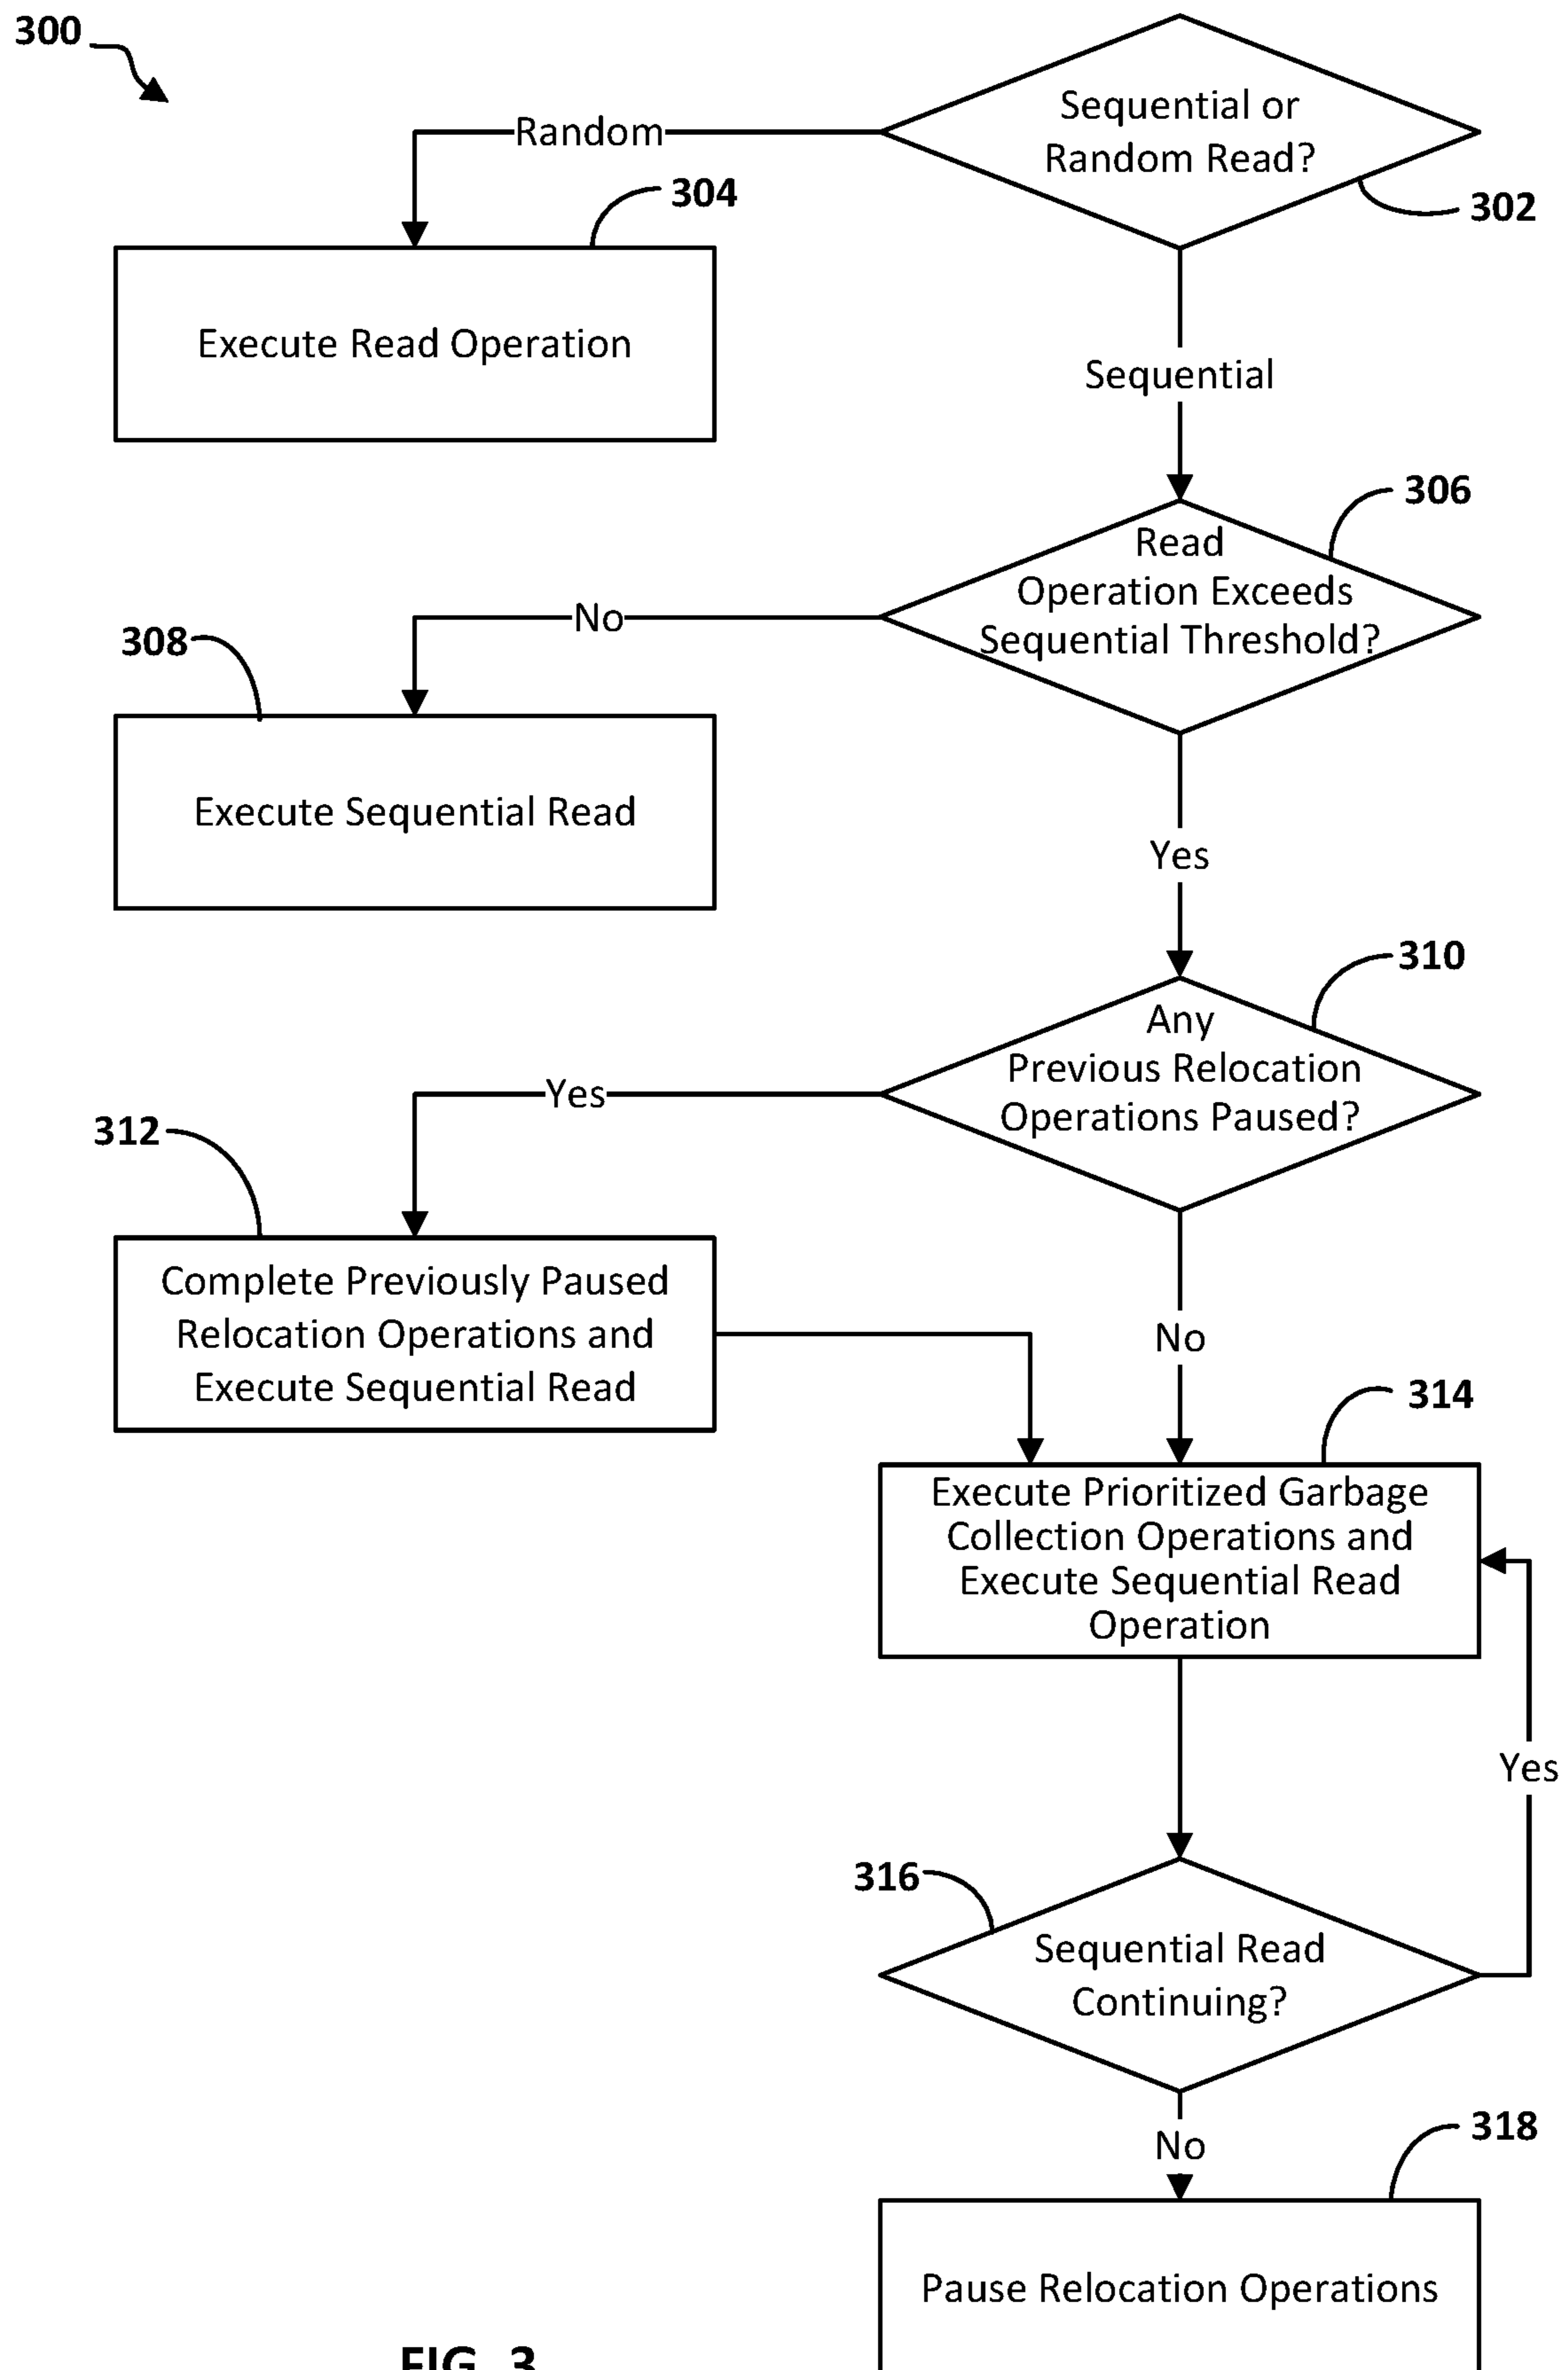 300
Sequential or
Random Read?
Random
302
304
Execute Read Operation
Sequential
306
Read
Operation Exceeds
Sequential Threshold?
No
308
Execute Sequential Read
Yes
310
Any
Previous Relocation
Operations Paused?
Yes
312
Complete Previously Paused
Relocation Operations and
Execute Sequential Read
No
314
Execute Prioritized Garbage
Collection Operations and
Execute Sequential Read
Operation
Yes
316
Sequential Read
Continuing?
No
318
Pause Relocation Operations
FIG. 3